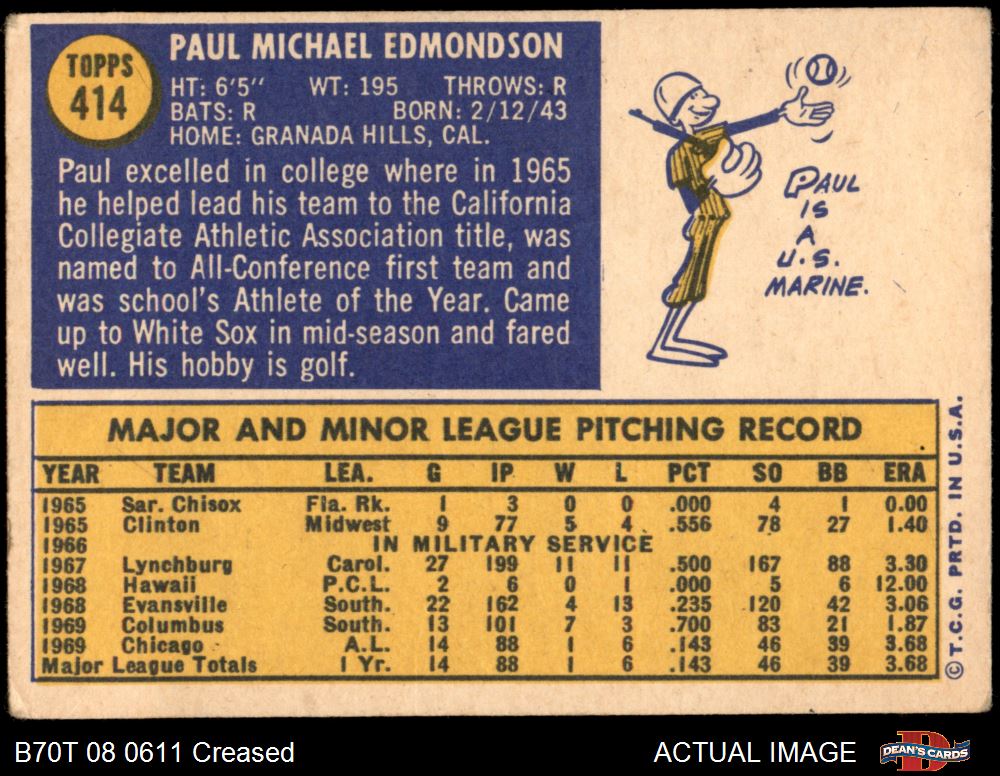 TOPPS
414
PAUL MICHAEL EDMONDSON
HT: 6'5" WT: 195 THROWS: R
BATS: R BORN: 2/12/43
HOME: GRANADA HILLS, CAL.
Paul excelled in college where in 1965
he helped lead his team to the California
Collegiate Athletic Association title, was
named to All-Conference first team and
was school's Athlete of the Year. Came
up to White Sox in mid-season and fared
well. His hobby is golf.
PAUL
IS
A
U.S.
MARINE.
MAJOR AND MINOR LEAGUE PITCHING RECORD
YEAR TEAM LEA. G IP W L PCT SO BB ERA
1965 Sar. Chisox Fla. Rk. 1 3 0 0 .000 4 1 0.00
1965 Clinton Midwest 9 77 5 4 .556 78 27 1.40
1966 IN MILITARY SERVICE
1967 Lynchburg Carol. 27 199 11 11 .500 167 88 3.30
1968 Hawaii P.C.L. 2 6 0 1 .000 5 6 12.00
1968 Evansville South. 22 162 4 13 .235 120 42 3.06
1969 Columbus South. 13 101 7 3 .700 83 21 1.87
1969 Chicago A.L. 14 88 1 6 .143 46 39 3.68
Major League Totals 1 Yr. 14 88 1 6 .143 46 39 3.68
© T.C.G. PRTD. IN U.S.A.
B70T 08 0611 Creased
ACTUAL IMAGE
D
DEAN'S CARDS